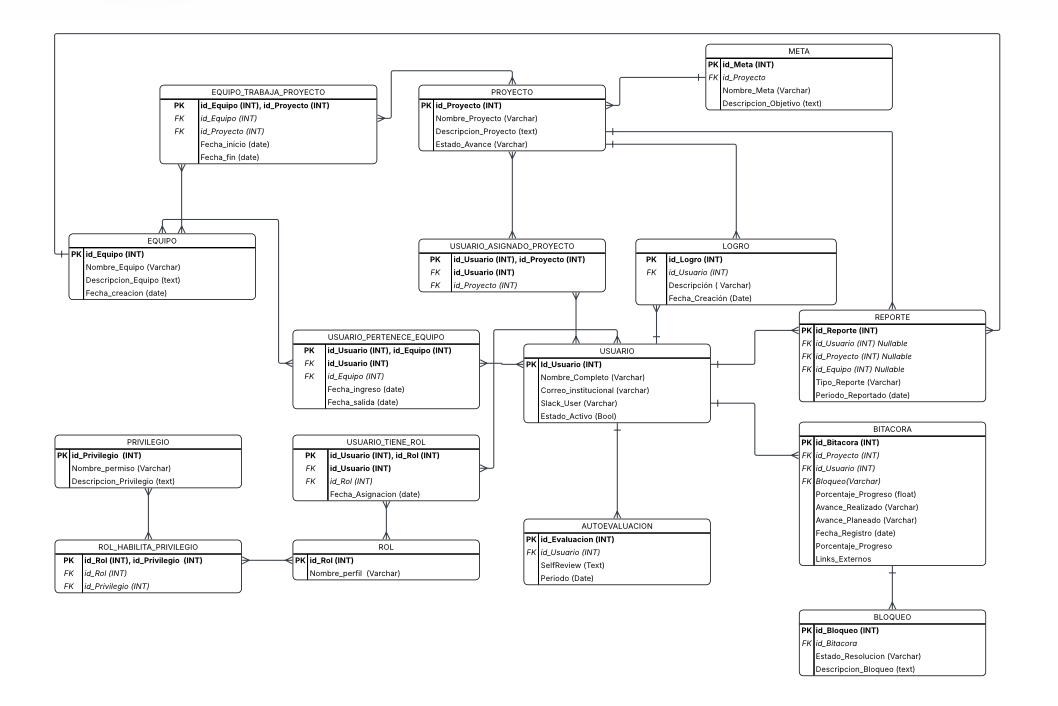 META
PK id_Meta (INT)
FK id_Proyecto
Nombre_Meta (Varchar)
Descripcion_Objetivo (text)
EQUIPO_TRABAJA_PROYECTO
PK id_Equipo (INT), id_Proyecto (INT)
FK id_Equipo (INT)
FK id_Proyecto (INT)
Fecha_inicio (date)
Fecha_fin (date)
PROYECTO
PK id_Proyecto (INT)
Nombre_Proyecto (Varchar)
Descripcion_Proyecto (text)
Estado_Avance (Varchar)
EQUIPO
PK id_Equipo (INT)
Nombre_Equipo (Varchar)
Descripcion_Equipo (text)
Fecha_creacion (date)
USUARIO_ASIGNADO_PROYECTO
PK id_Usuario (INT), id_Proyecto (INT)
FK id_Usuario (INT)
FK id_Proyecto (INT)
LOGRO
PK id_Logro (INT)
FK id_Usuario (INT)
Descripción ( Varchar)
Fecha_Creación (Date)
REPORTE
PK id_Reporte (INT)
FK id_Usuario (INT) Nullable
FK id_Proyecto (INT) Nullable
FK id_Equipo (INT) Nullable
Tipo_Reporte (Varchar)
Periodo_Reportado (date)
USUARIO_PERTENECE_EQUIPO
PK id_Usuario (INT), id_Equipo (INT)
FK id_Usuario (INT)
FK id_Equipo (INT)
Fecha_ingreso (date)
Fecha_salida (date)
USUARIO
PK Id_Usuario (INT)
Nombre_Completo (Varchar)
Correo_institucional (varchar)
Slack_User (Varchar)
Estado_Activo (Bool)
BITACORA
PK id_Bitacora (INT)
FK id_Proyecto (INT)
FK id_Usuario (INT)
FK Bloqueo(Varchar)
Porcentaje_Progreso (float)
Avance_Realizado (Varchar)
Avance_Planeado (Varchar)
Fecha_Registro (date)
Porcentaje_Progreso
Links_Externos
PRIVILEGIO
PK id_Privilegio (INT)
Nombre_permiso (Varchar)
Descripcion_Privilegio (text)
USUARIO_TIENE_ROL
PK id_Usuario (INT), id_Rol (INT)
FK id_Usuario (INT)
FK id_Rol (INT)
Fecha_Asignacion (date)
AUTOEVALUACION
PK id_Evaluacion (INT)
FK id_Usuario (INT)
SelfReview (Text)
Periodo (Date)
ROL_HABILITA_PRIVILEGIO
PK id_Rol (INT), id_Privilegio (INT)
FK id_Rol (INT)
FK id_Privilegio (INT)
ROL
PK id_Rol (INT)
Nombre_perfil (Varchar)
BLOQUEO
PK id_Bloqueo (INT)
FK id_Bitacora
Estado_Resolucion (Varchar)
Descripcion_Bloqueo (text)